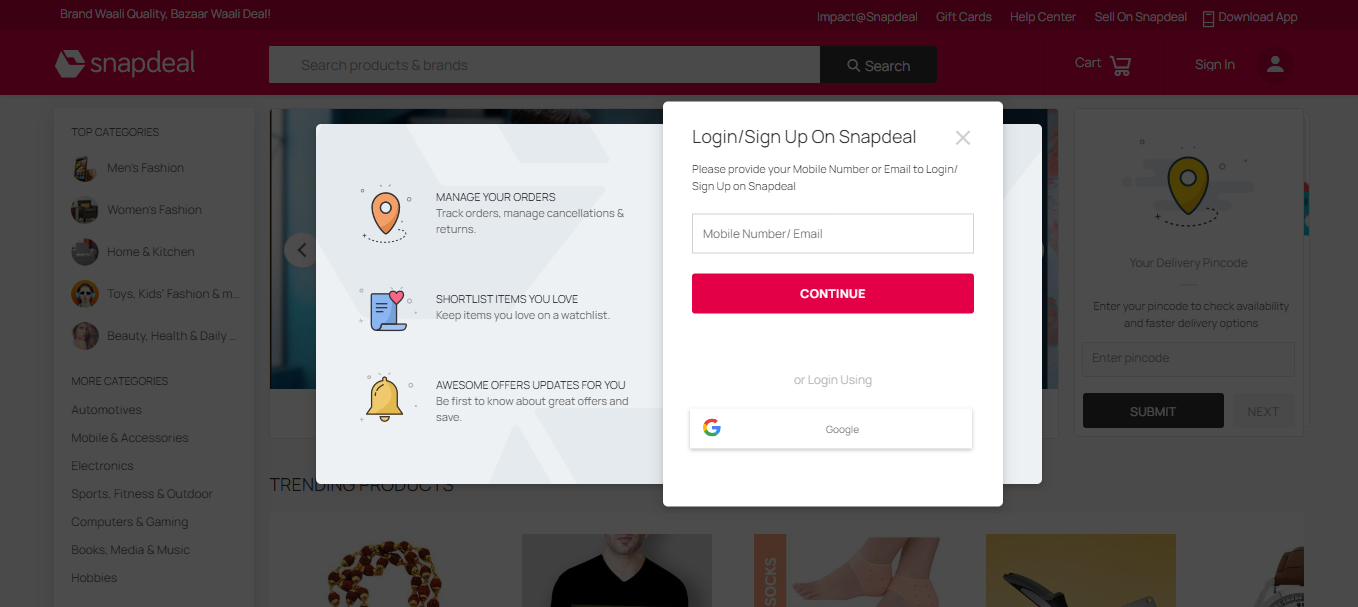 Brand Waali Quality, Bazaar Waali Deal!
Impact@Snapdeal
Gift Cards
Help Center
Sell On Snapdeal
Download App
snapdeal
Search products & brands
Search
Cart
Sign In
TOP CATEGORIES
Men's Fashion
Women's Fashion
Home & Kitchen
Toys, Kids' Fashion & m...
Beauty, Health & Daily ...
MORE CATEGORIES
Automotives
Mobile & Accessories
Electronics
Sports, Fitness & Outdoor
Computers & Gaming
Books, Media & Music
Hobbies
MANAGE YOUR ORDERS
Track orders, manage cancellations &
returns.
SHORTLIST ITEMS YOU LOVE
Keep items you love on a watchlist.
AWESOME OFFERS UPDATES FOR YOU
Be first to know about great offers and
save.
Login/Sign Up On Snapdeal
Please provide your Mobile Number or Email to Login/
Sign Up on Snapdeal
Mobile Number/ Email
CONTINUE
or Login Using
Google
Your Delivery Pincode
Enter your pincode to check availability
and faster delivery options
Enter pincode
SUBMIT
NEXT
TRENDING PRODUCTS
SOCKS